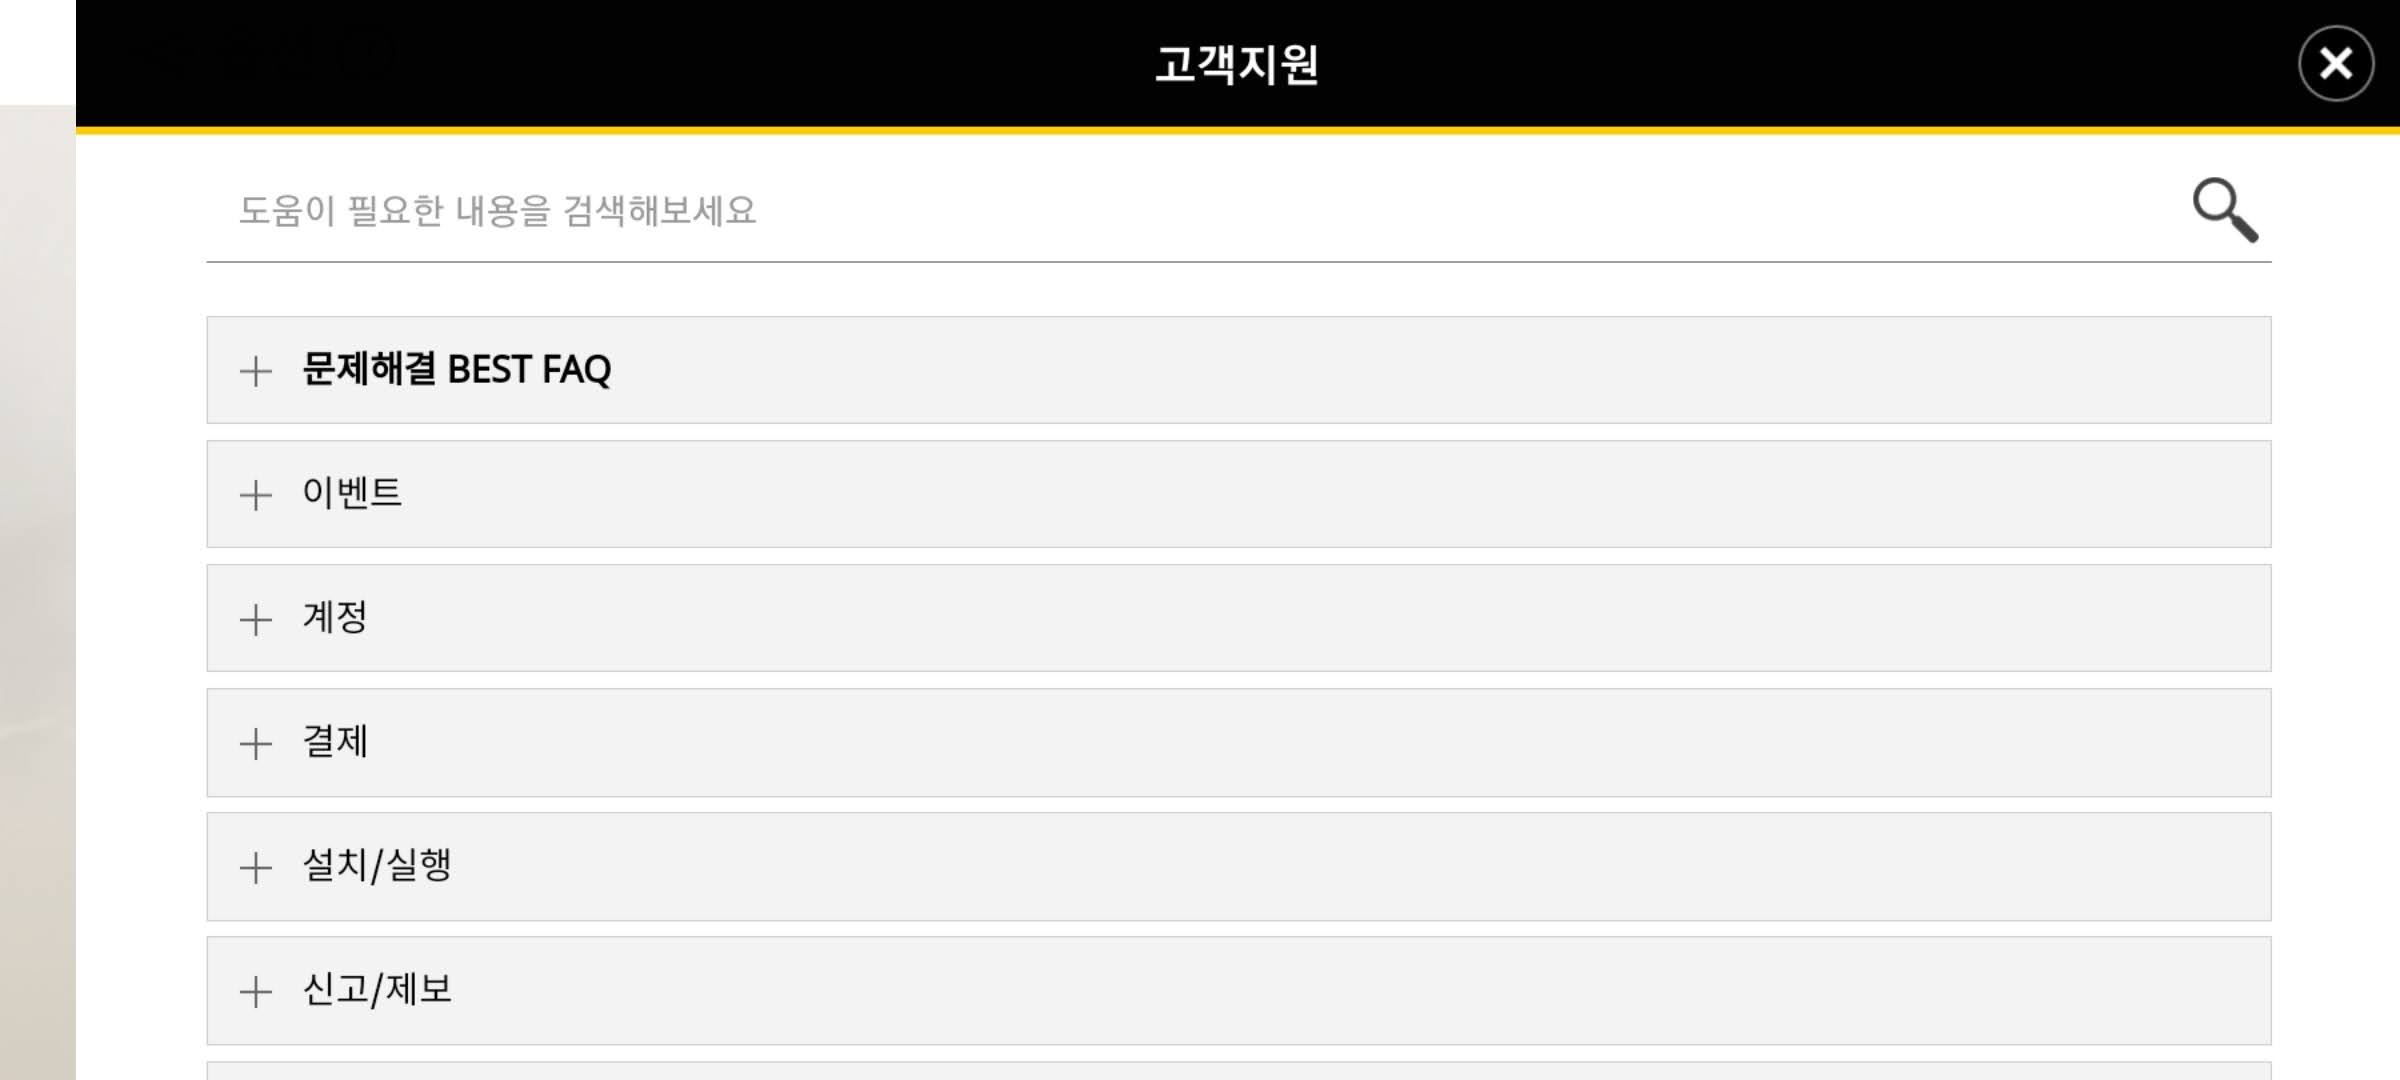 고객지원
도움이 필요한 내용을 검색해보세요
문제해결 BEST FAQ
이벤트
계정
결제
설치/실행
신고/제보